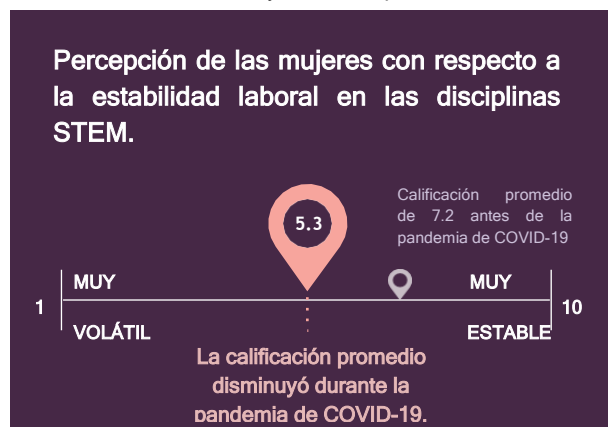 Percepción de las mujeres con respecto a
la estabilidad laboral en las disciplinas
STEM.
5.3
Calificación promedio
de 7.2 antes de la
pandemia de COVID-19
1
MUY
VOLÁTIL
MUY
ESTABLE
10
La calificación promedio
disminuyó durante la
pandemia de COVID-19.